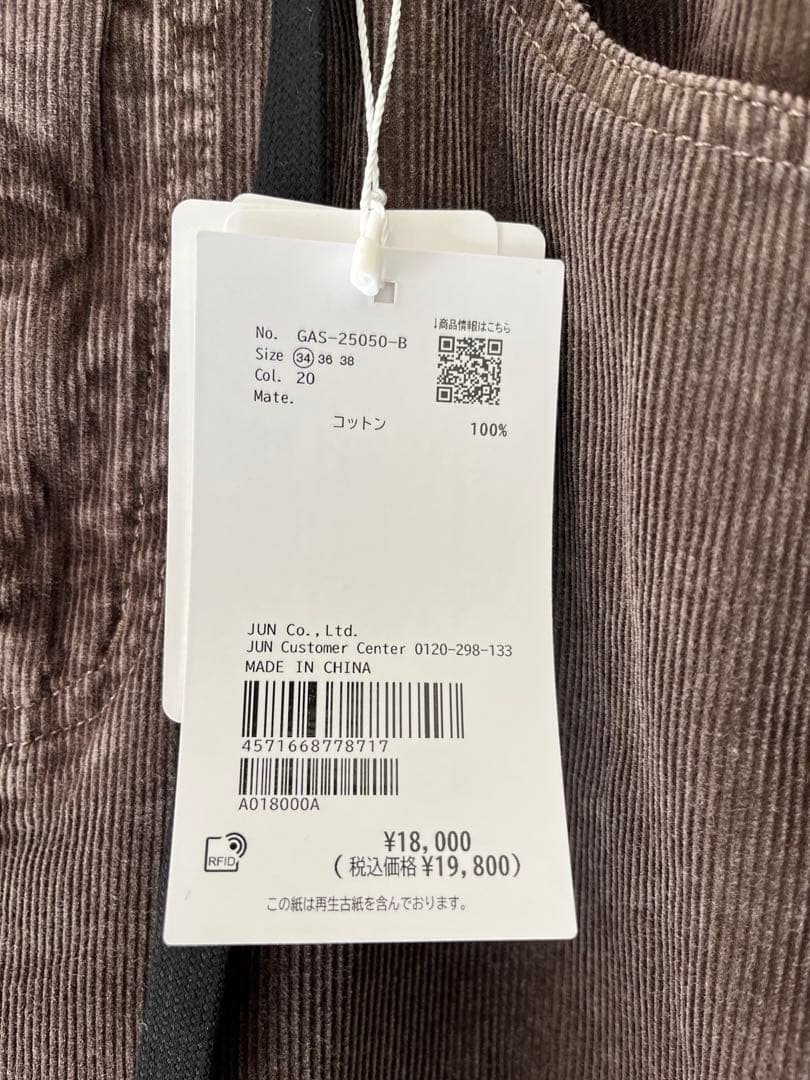 ↓商品情報はこちら
No. GAS-25050-B
Size 34 36 38
Col. 20
Mate.
コットン 100%
JUN Co.,Ltd.
JUN Customer Center 0120-298-133
MADE IN CHINA
4571668778717
A018000A
RFID
¥18,000
(税込価格¥19,800)
この紙は再生古紙を含んでおります。